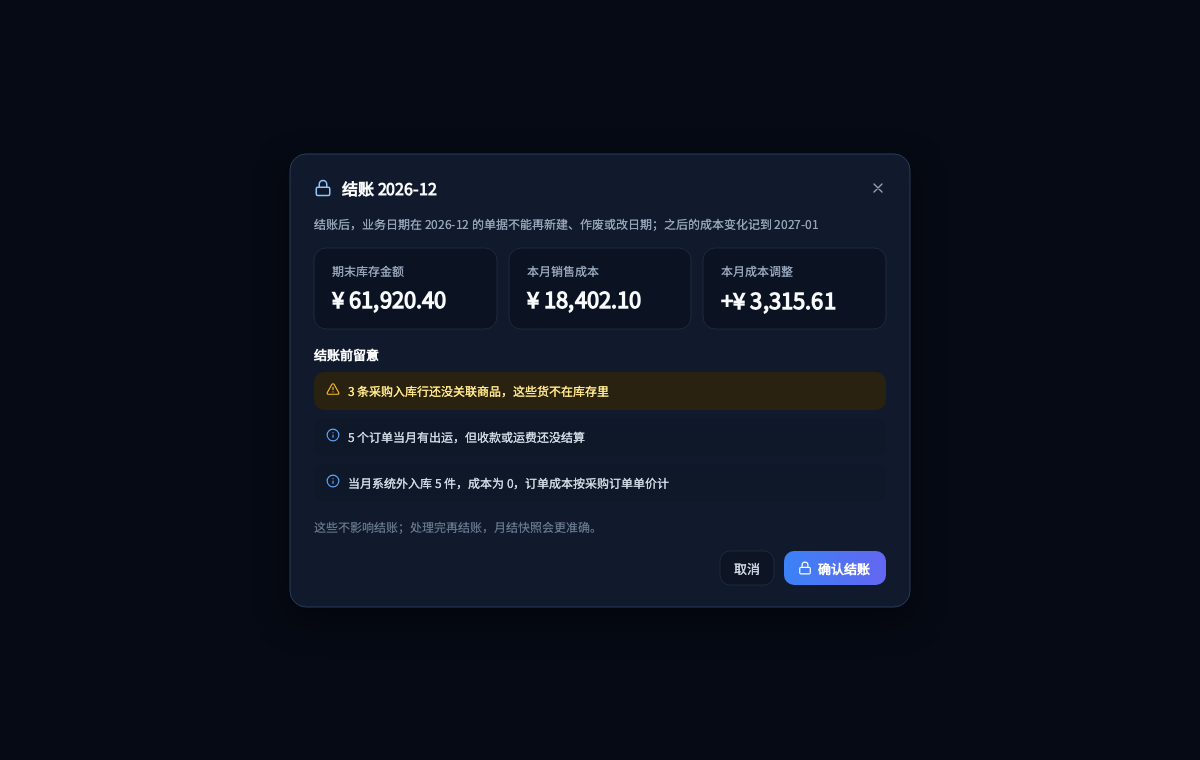 结账 2026-12
结账后，业务日期在 2026-12 的单据不能再新建、作废或改日期；之后的成本变化记到 2027-01
期末库存金额
¥ 61,920.40
本月销售成本
¥ 18,402.10
本月成本调整
+¥ 3,315.61
结账前留意
3 条采购入库行还没关联商品，这些货不在库存里
5 个订单当月有出运，但收款或运费还没结算
当月系统外入库 5 件，成本为 0，订单成本按采购订单单价计
这些不影响结账；处理完再结账，月结快照会更准确。
取消
确认结账